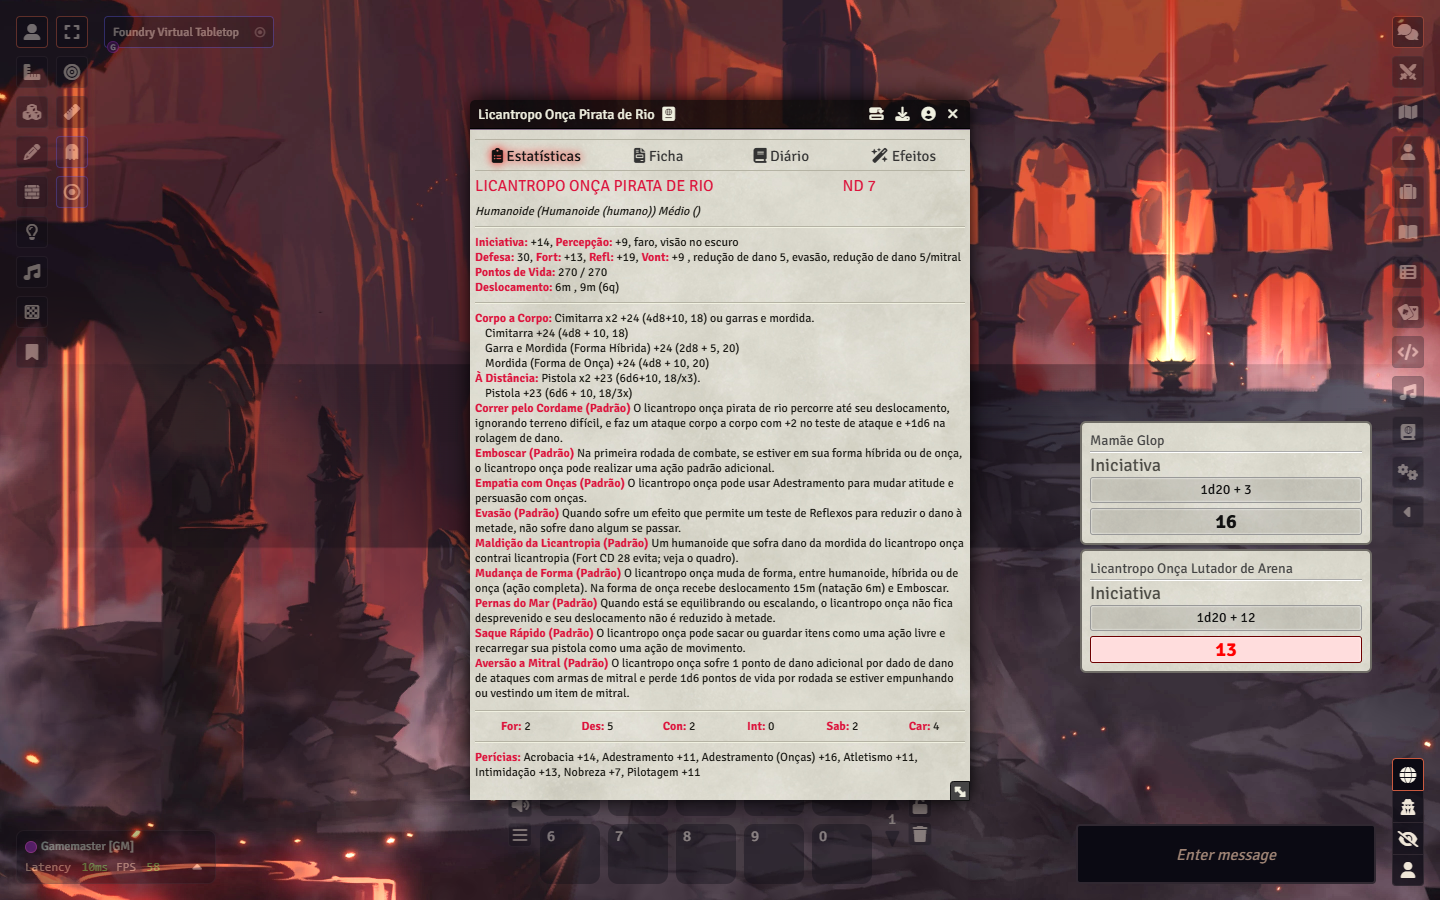 Foundry Virtual Tabletop
G
Licantropo Onça Pirata de Rio
Estatísticas
Ficha
Diário
Efeitos
LICANTROPO ONÇA PIRATA DE RIO
ND 7
Humanoide (Humanoide (humano)) Médio ()
Iniciativa: +14, Percepção: +9, faro, visão no escuro
Defesa: 30, Fort: +13, Refl: +19, Vont: +9 , redução de dano 5, evasão, redução de dano 5/mitral
Pontos de Vida: 270 / 270
Deslocamento: 6m , 9m (6q)
Corpo a Corpo: Cimitarra x2 +24 (4d8+10, 18) ou garras e mordida.
Cimitarra +24 (4d8 + 10, 18)
Garra e Mordida (Forma Híbrida) +24 (2d8 + 5, 20)
Mordida (Forma de Onça) +24 (4d8 + 10, 20)
À Distância: Pistola x2 +23 (6d6+10, 18/x3).
Pistola +23 (6d6 + 10, 18/3x)
Correr pelo Cordame (Padrão) O licantropo onça pirata de rio percorre até seu deslocamento,
ignorando terreno difícil, e faz um ataque corpo a corpo com +2 no teste de ataque e +1d6 na
rolagem de dano.
Emboscar (Padrão) Na primeira rodada de combate, se estiver em sua forma híbrida ou de onça,
o licantropo onça pode realizar uma ação padrão adicional.
Empatia com Onças (Padrão) O licantropo onça pode usar Adestramento para mudar atitude e
persuasão com onças.
Evasão (Padrão) Quando sofre um efeito que permite um teste de Reflexos para reduzir o dano à
metade, não sofre dano algum se passar.
Maldição da Licantropia (Padrão) Um humanoide que sofra dano da mordida do licantropo onça
contrai licantropia (Fort CD 28 evita; veja o quadro).
Mudança de Forma (Padrão) O licantropo onça muda de forma, entre humanoide, híbrida ou de
onça (ação completa). Na forma de onça recebe deslocamento 15m (natação 6m) e Emboscar.
Pernas do Mar (Padrão) Quando está se equilibrando ou escalando, o licantropo onça não fica
desprevenido e seu deslocamento não é reduzido à metade.
Saque Rápido (Padrão) O licantropo onça pode sacar ou guardar itens como uma ação livre e
recarregar sua pistola como uma ação de movimento.
Aversão a Mitral (Padrão) O licantropo onça sofre 1 ponto de dano adicional por dado de dano
de ataques com armas de mitral e perde 1d6 pontos de vida por rodada se estiver empunhando
ou vestindo um item de mitral.
For: 2 Des: 5 Con: 2 Int: 0 Sab: 2 Car: 4
Perícias: Acrobacia +14, Adestramento +11, Adestramento (Onças) +16, Atletismo +11,
Intimidação +13, Nobreza +7, Pilotagem +11
Mamãe Glop
Iniciativa
1d20 + 3
16
Licantropo Onça Lutador de Arena
Iniciativa
1d20 + 12
13
6 7 8 9 0
1
Gamemaster [GM]
Latency 10ms FPS 58
Enter message